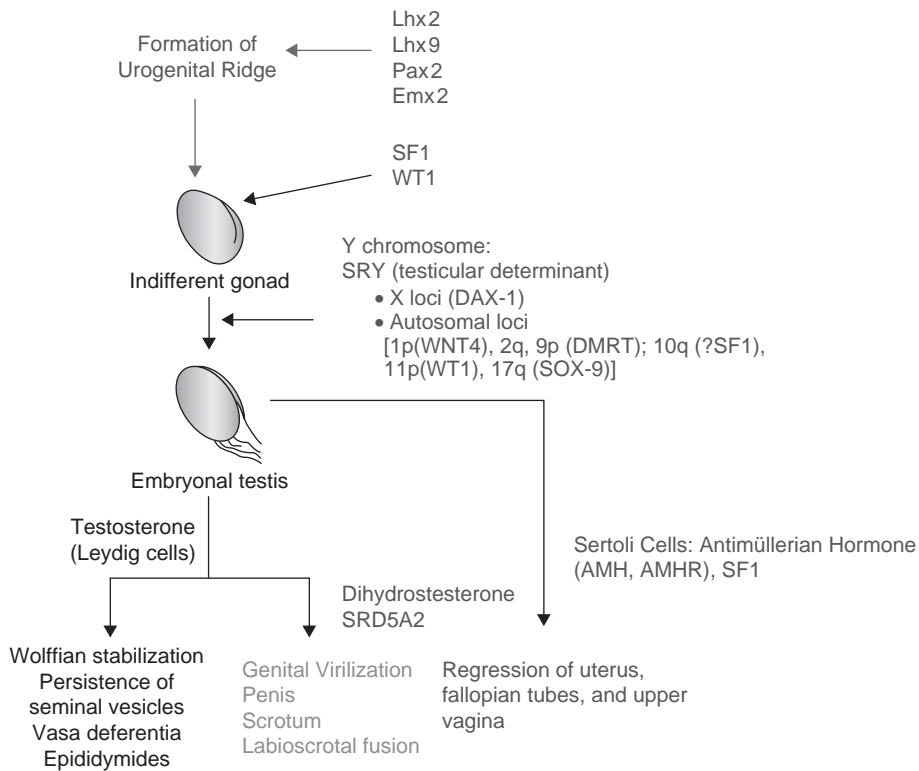 Lhx2
Lhx9
Pax2
Emx2
Formation of
Urogenital Ridge
SF1
WT1
Indifferent gonad
Y chromosome:
SRY (testicular determinant)
• X loci (DAX-1)
• Autosomal loci
[1p(WNT4), 2q, 9p (DMRT); 10q (?SF1),
11p(WT1), 17q (SOX-9)]
Embryonal testis
Testosterone
(Leydig cells)
Sertoli Cells: Antimüllerian Hormone
(AMH, AMHR), SF1
Dihydrostesterone
SRD5A2
Wolffian stabilization
Persistence of
seminal vesicles
Vasa deferentia
Epididymides
Genital Virilization
Penis
Scrotum
Labioscrotal fusion
Regression of uterus,
fallopian tubes, and upper
vagina